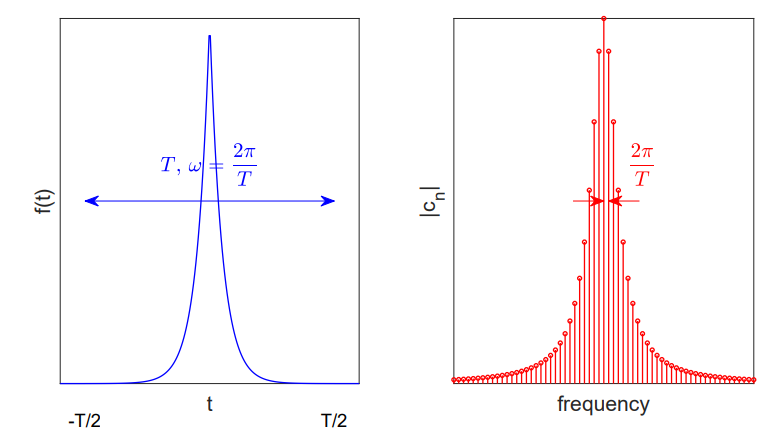 f(t)
T, ω = 2π/T
t
-T/2
T/2
|c_n|
2π/T
frequency